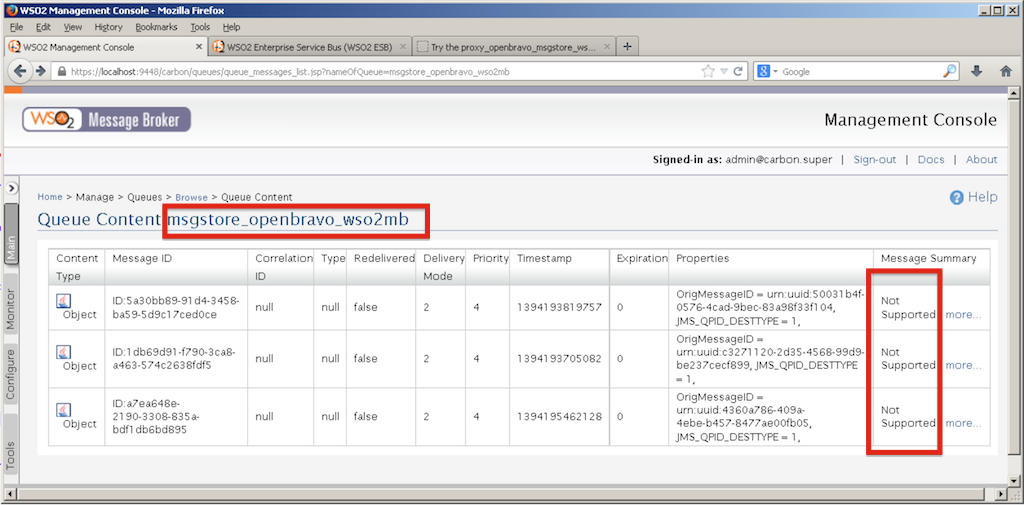 WSO2 Management Console - Mozilla Firefox
File Edit View History Bookmarks Tools Help
WSO2 Management Console × WSO2 Enterprise Service Bus (WSO2 ESB) × Try the proxy_openbravo_msgstore_ws... × +
https://localhost:9448/carbon/queues/queue_messages_list.jsp?nameOfQueue=msgstore_openbravo_wso2mb
Google
WSO2 Message Broker
Management Console
Signed-in as: admin@carbon.super | Sign-out | Docs | About
Home > Manage > Queues > Browse > Queue Content
Help
Queue Content msgstore_openbravo_wso2mb
Main
Monitor
Configure
Tools
Content Type
Message ID
Correlation ID
Type
Redelivered
Delivery Mode
Priority
Timestamp
Expiration
Properties
Message Summary
Object
ID:5a30bb89-91d4-3458-
ba59-5d9c17ced0ce
null
null
false
2
4
1394193819757
0
OrigMessageID = urn:uuid:50031b4f-
0576-4cad-9bec-83a98ff33f104,
JMS_QPID_DESTTYPE = 1,
Not
Supported more...
Object
ID:1db69d91-f790-3ca8-
a463-574c2638fdf5
null
null
false
2
4
1394193705082
0
OrigMessageID =
urn:uuid:c3271120-2d35-4568-99d9-
be237cecf899, JMS_QPID_DESTTYPE
= 1,
Not
Supported more...
Object
ID:a7ea648e-
2190-3308-835a-
bdf1db6bd895
null
null
false
2
4
1394195462128
0
OrigMessageID =
urn:uuid:4360a786-409a-
4ebe-b457-8477ae00fb05,
JMS_QPID_DESTTYPE = 1,
Not
Supported more...